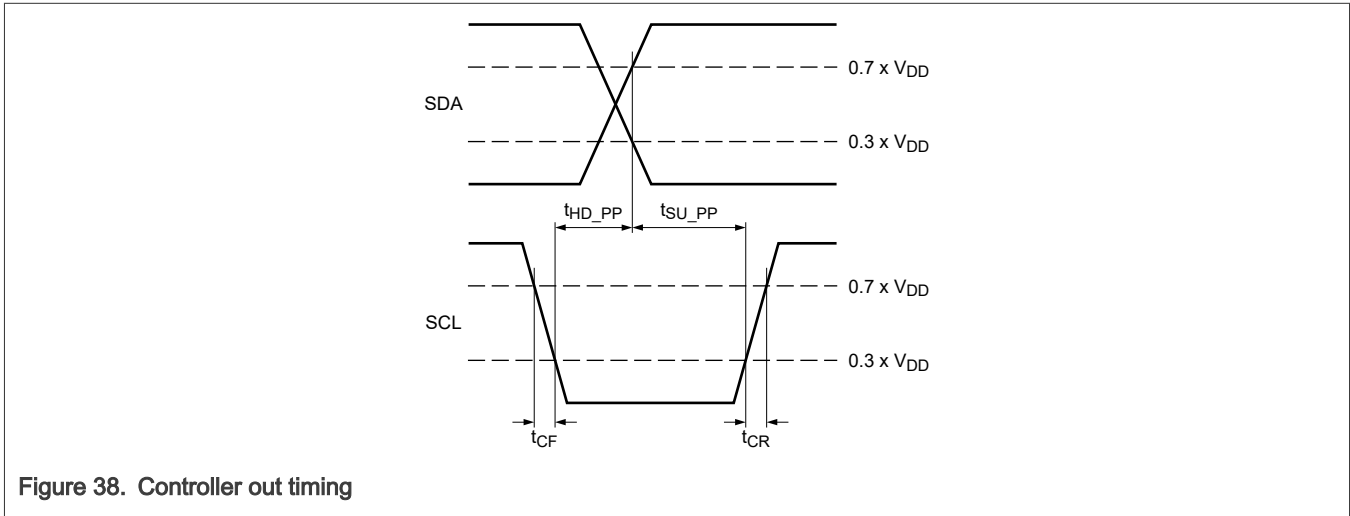 0.7 x VDD
SDA
0.3 x VDD
tHD_PP tSU_PP
0.7 x VDD
SCL
0.3 x VDD
tCF tCR
Figure 38. Controller out timing